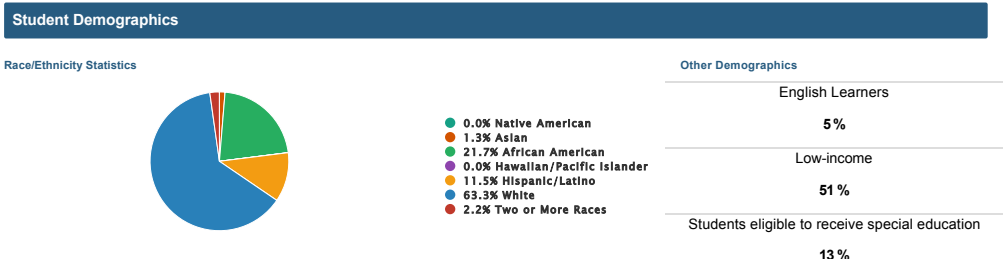 Student Demographics
Race/Ethnicity Statistics
0.0% Native American
1.3% Asian
21.7% African American
0.0% Hawaiian/Pacific Islander
11.5% Hispanic/Latino
63.3% White
2.2% Two or More Races
Other Demographics
English Learners
5%
Low-income
51 %
Students eligible to receive special education
13 %